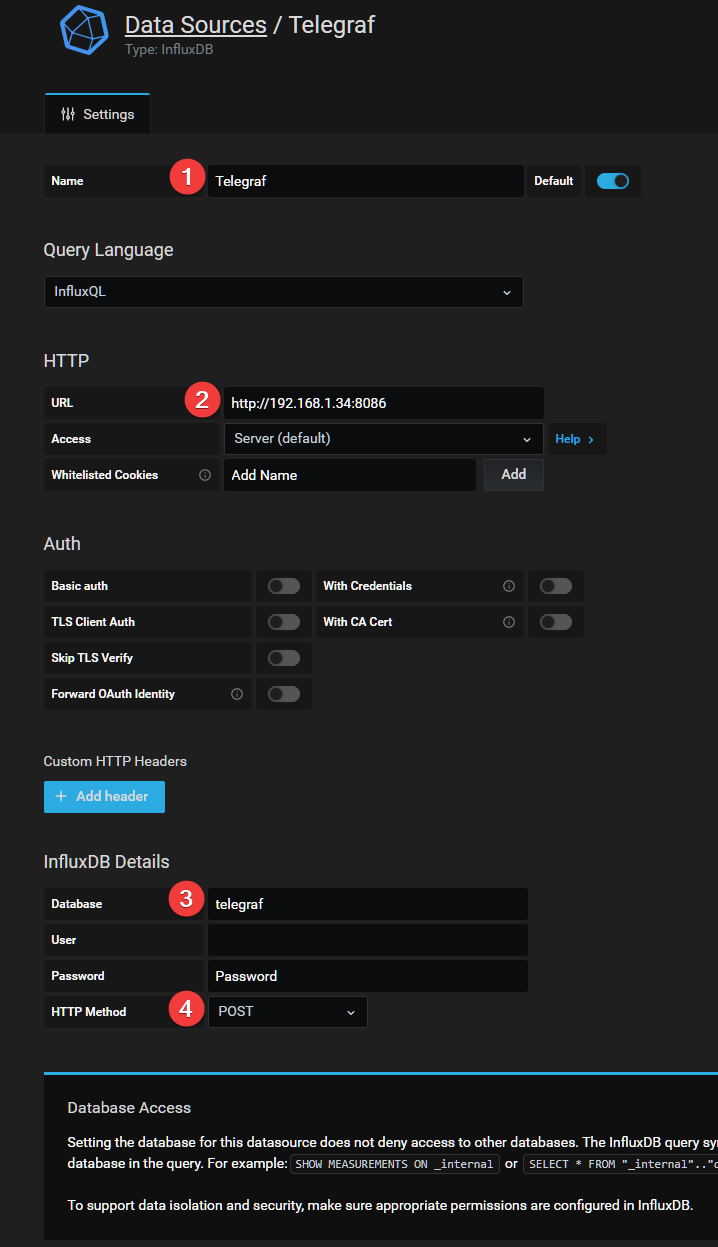 Data Sources / Telegraf
Type: InfluxDB
Settings
Name 1 Telegraf Default
Query Language
InfluxQL
HTTP
URL 2 http://192.168.1.34:8086
Access Server (default) Help >
Whitelisted Cookies Add Name Add
Auth
Basic auth With Credentials
TLS Client Auth With CA Cert
Skip TLS Verify
Forward OAuth Identity
Custom HTTP Headers
+ Add header
InfluxDB Details
Database 3 telegraf
User
Password Password
HTTP Method 4 POST
Database Access
Setting the database for this datasource does not deny access to other databases. The InfluxDB query
database in the query. For example: SHOW MEASUREMENTS ON _internal or SELECT * FROM "_internal".."
To support data isolation and security, make sure appropriate permissions are configured in InfluxDB.